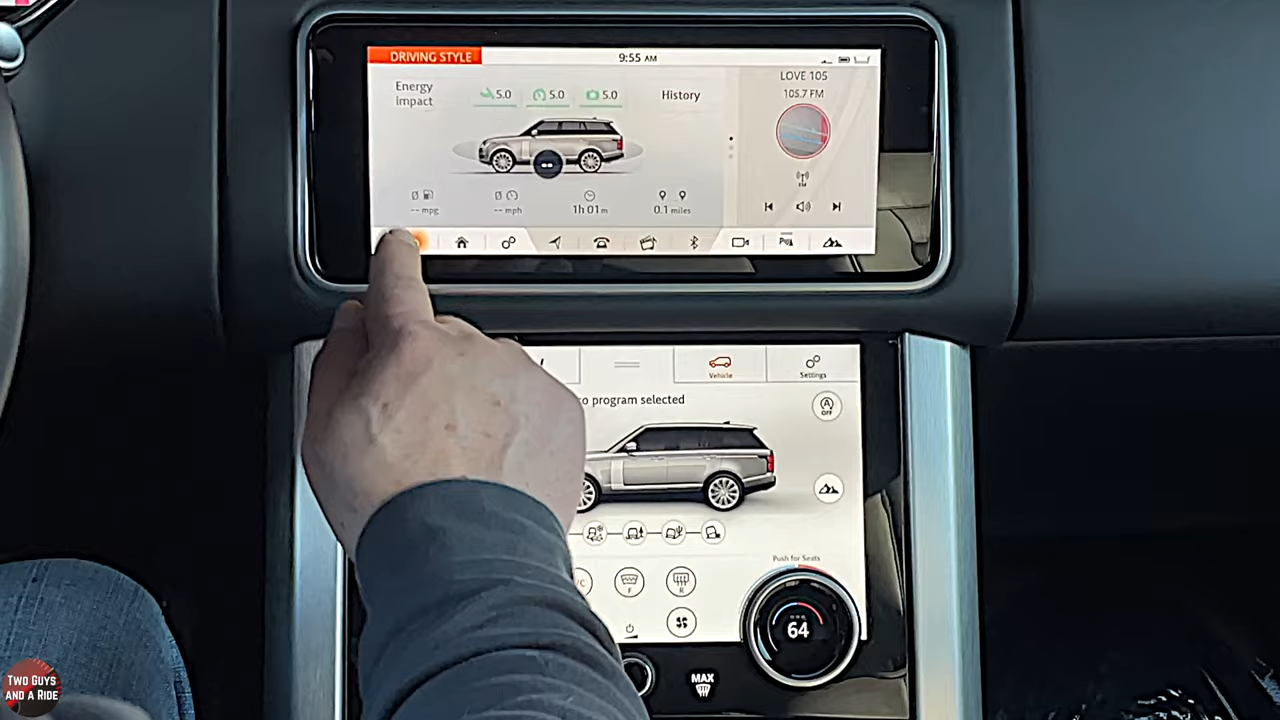 DRIVING STYLE
9:55 AM
Energy
impact
5.0
5.0
5.0
History
LOVE 105
105.7 FM
FM
-- mpg
-- mph
1h 01m
0.1 miles
Vehicle
Settings
o program selected
OFF
Push for Seats
/C
F
R
64
MAX
TWO GUYS
AND A RIDE